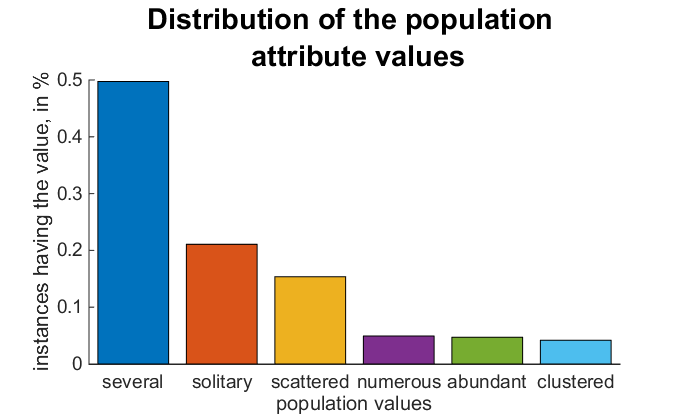 Distribution of the population
attribute values
instances having the value, in %
0.5
0.4
0.3
0.2
0.1
0
several solitary scattered numerous abundant clustered
population values